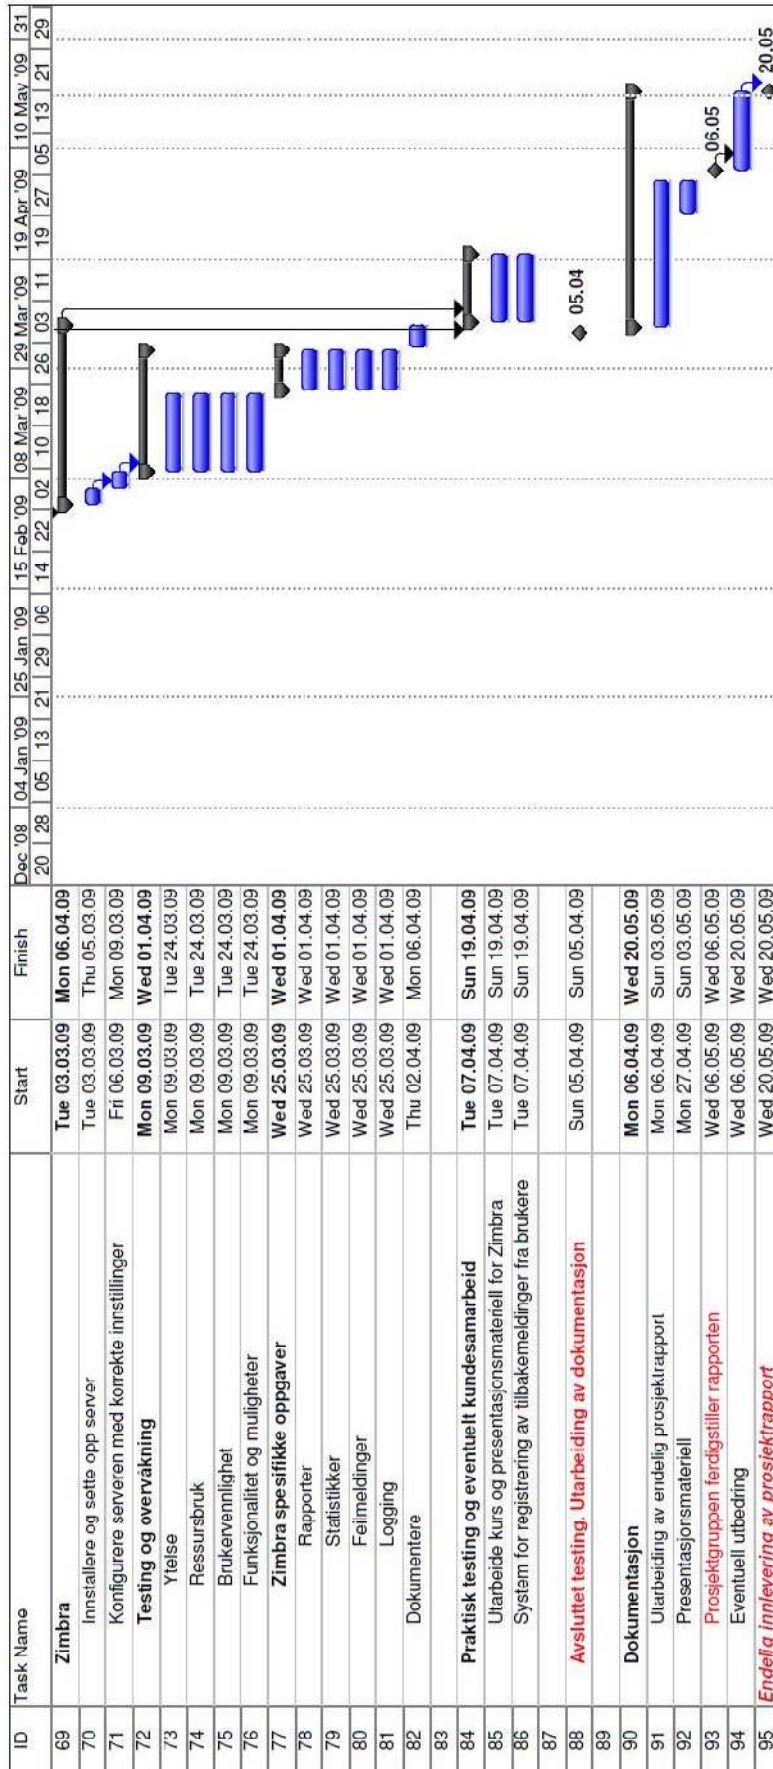 ID Task Name Start Finish Dec '08 04 Jan '09 25 Jan '09 15 Feb '09 08 Mar '09 29 Mar '09 19 Apr '09 10 May '09 31
20 28 05 13 21 29 06 14 22 02 10 18 26 03 11 19 27 05 13 21 29
69 Zimbra Tue 03.03.09 Mon 06.04.09
70 Innstallere og sette opp server Tue 03.03.09 Thu 05.03.09
71 Konfigurere serveren med korrekte innstillinger Fri 06.03.09 Mon 09.03.09
72 Testing og overvåkning Mon 09.03.09 Wed 01.04.09
73 Ytelse Mon 09.03.09 Tue 24.03.09
74 Ressursbruk Mon 09.03.09 Tue 24.03.09
75 Brukervennlighet Mon 09.03.09 Tue 24.03.09
76 Funksjonalitet og muligheter Mon 09.03.09 Tue 24.03.09
77 Zimbra spesifikke oppgaver Wed 25.03.09 Wed 01.04.09
78 Rapporter Wed 25.03.09 Wed 01.04.09
79 Statistikker Wed 25.03.09 Wed 01.04.09
80 Feilmeldinger Wed 25.03.09 Wed 01.04.09
81 Logging Wed 25.03.09 Wed 01.04.09
82 Dokumentere Thu 02.04.09 Mon 06.04.09
83
84 Praktisk testing og eventuelt kundesamarbeid Tue 07.04.09 Sun 19.04.09
85 Utarbeide kurs og presentasjonsmateriell for Zimbra Tue 07.04.09 Sun 19.04.09
86 System for registrering av tilbakemeldinger fra brukere Tue 07.04.09 Sun 19.04.09
87
88 Avsluttet testing. Utarbeiding av dokumentasjon Sun 05.04.09 Sun 05.04.09 05.04
89
90 Dokumentasjon Mon 06.04.09 Wed 20.05.09
91 Utarbeiding av endelig prosjektrapport Mon 06.04.09 Sun 03.05.09
92 Presentasjonsmateriell Mon 27.04.09 Sun 03.05.09
93 Prosjektgruppen ferdigstiller rapporten Wed 06.05.09 Wed 06.05.09 06.05
94 Eventuell utbedring Wed 06.05.09 Wed 20.05.09
95 Endelig innlevering av prosjektrapport Wed 20.05.09 Wed 20.05.09 20.05